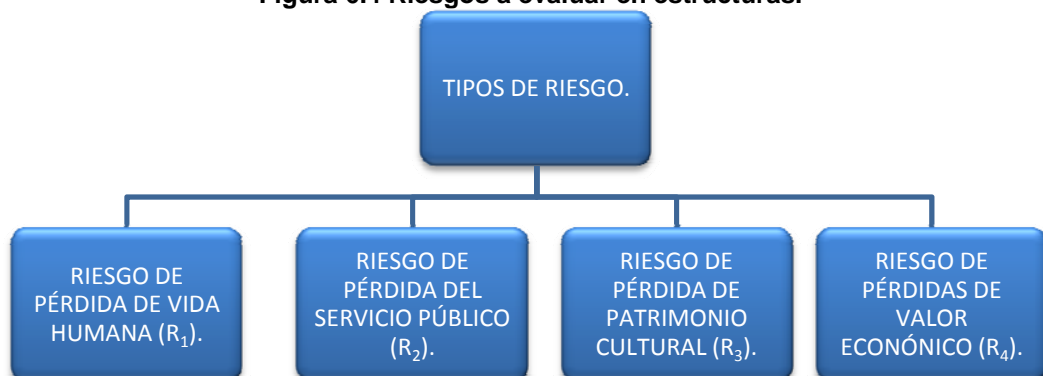 Figura 6.4 Riesgos a evaluar en estructuras.
TIPOS DE RIESGO.
RIESGO DE
PÉRDIDA DE VIDA
HUMANA (R₁).
RIESGO DE
PÉRDIDA DEL
SERVICIO PÚBLICO
(R₂).
RIESGO DE
PÉRDIDA DE
PATRIMONIO
CULTURAL (R₃).
RIESGO DE
PÉRDIDAS DE
VALOR
ECONÓNICO (R₄).